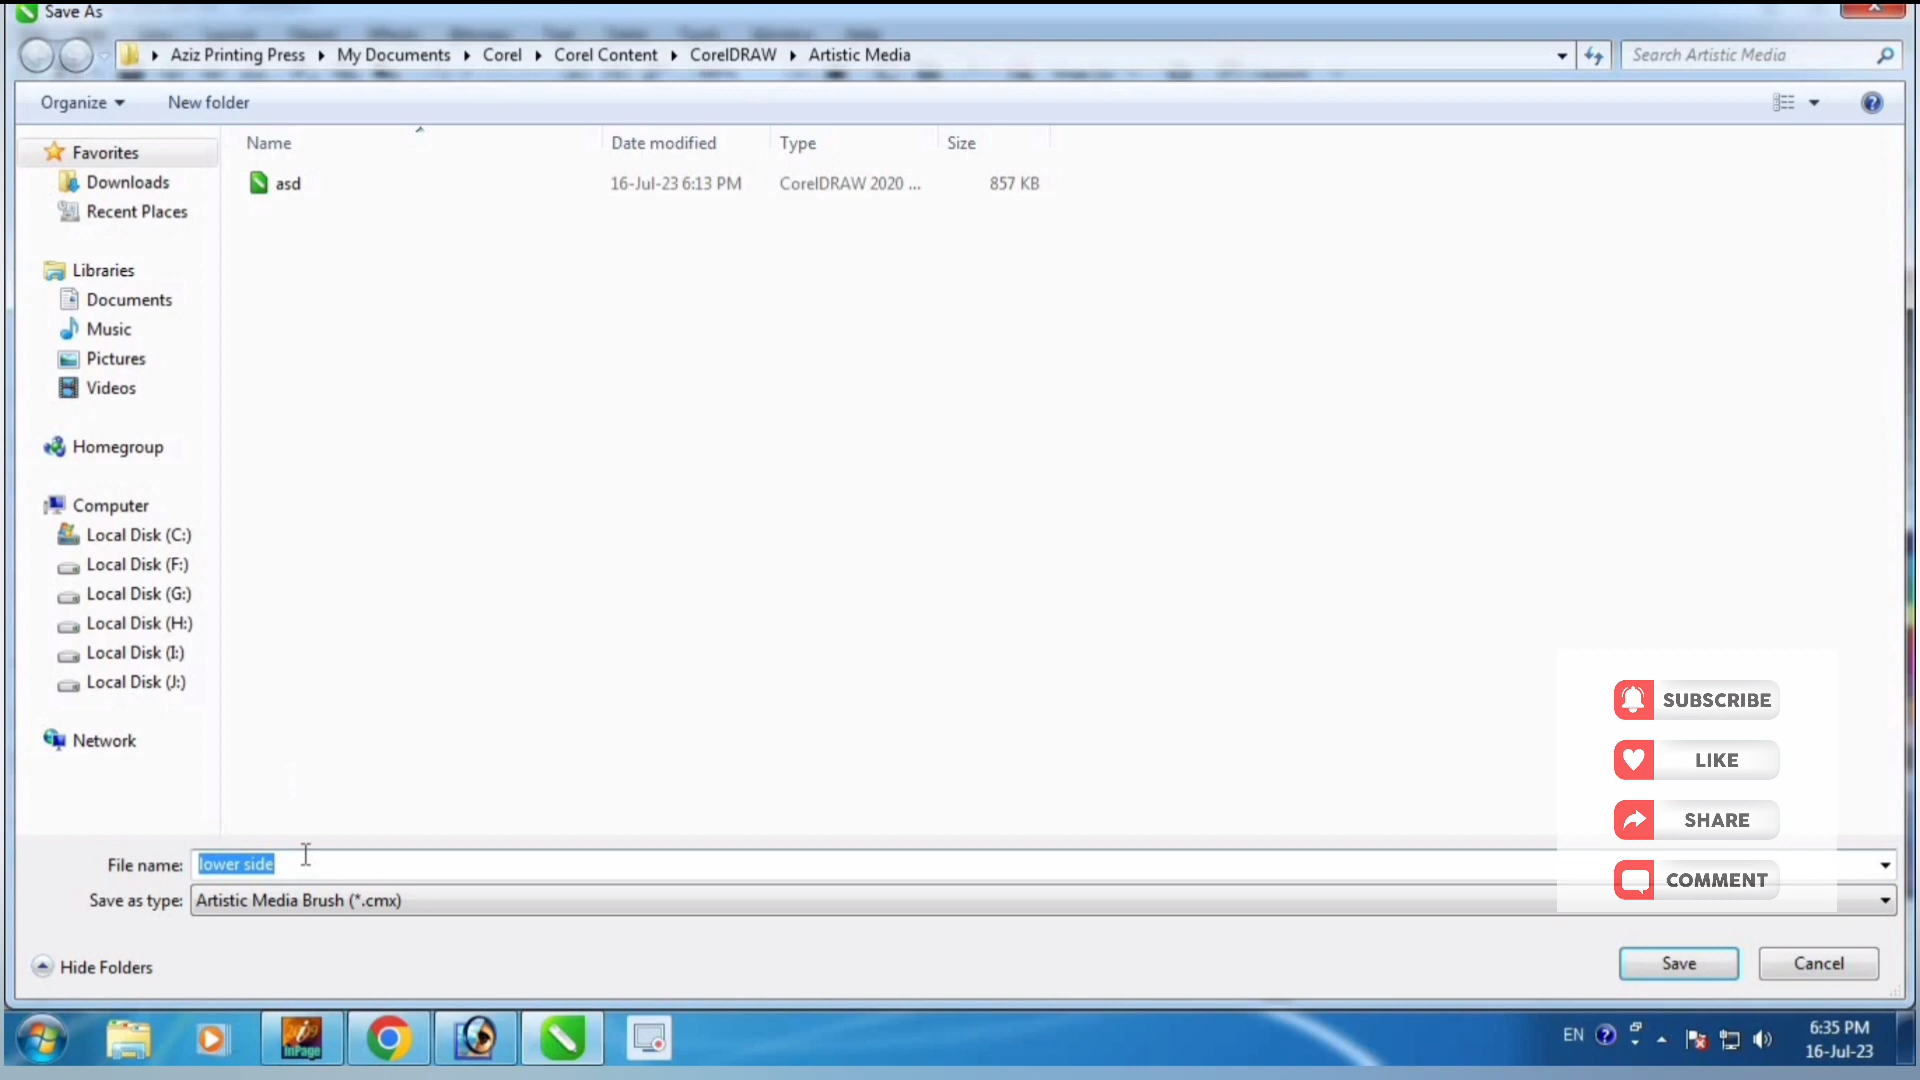 Save As
Aziz Printing Press ▸ My Documents ▸ Corel ▸ Corel Content ▸ CorelDRAW ▸ Artistic Media
Search Artistic Media
Organize
New folder
Name
Date modified
Type
Size
asd
16-Jul-23 6:13 PM
CorelDRAW 2020 ...
857 KB
Favorites
Downloads
Recent Places
Libraries
Documents
Music
Pictures
Videos
Homegroup
Computer
Local Disk (C:)
Local Disk (F:)
Local Disk (G:)
Local Disk (H:)
Local Disk (I:)
Local Disk (J:)
Network
SUBSCRIBE
LIKE
SHARE
COMMENT
File name: lower side
Save as type: Artistic Media Brush (*.cmx)
Hide Folders
Save
Cancel
InPage
EN
6:35 PM
16-Jul-23